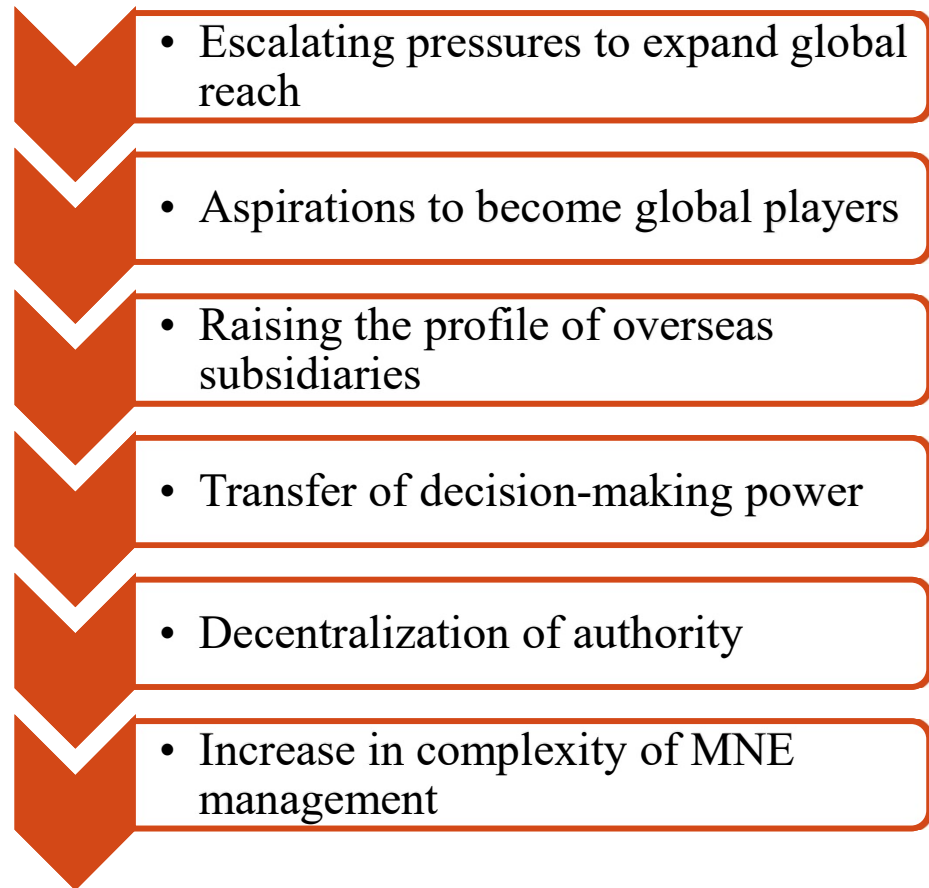 • Escalating pressures to expand global
reach
• Aspirations to become global players
• Raising the profile of overseas
subsidiaries
• Transfer of decision-making power
• Decentralization of authority
• Increase in complexity of MNE
management